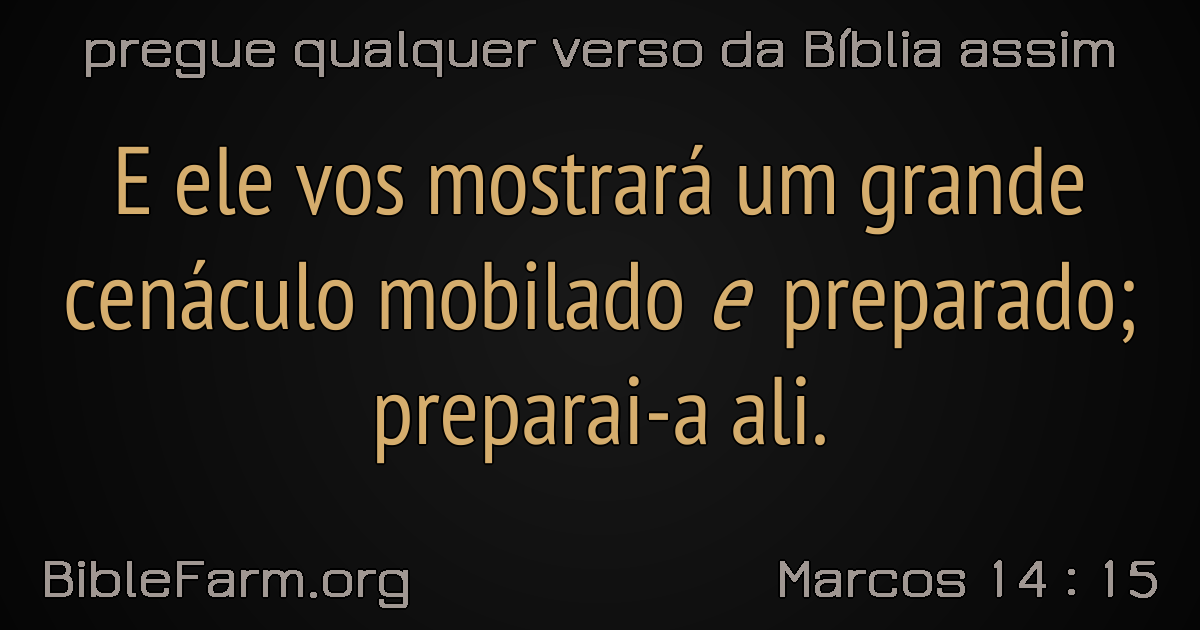 pregue qualquer verso da Bíblia assim
E ele vos mostrará um grande
cenáculo mobilado e preparado;
preparai-a ali.
BibleFarm.org
Marcos 14 : 15